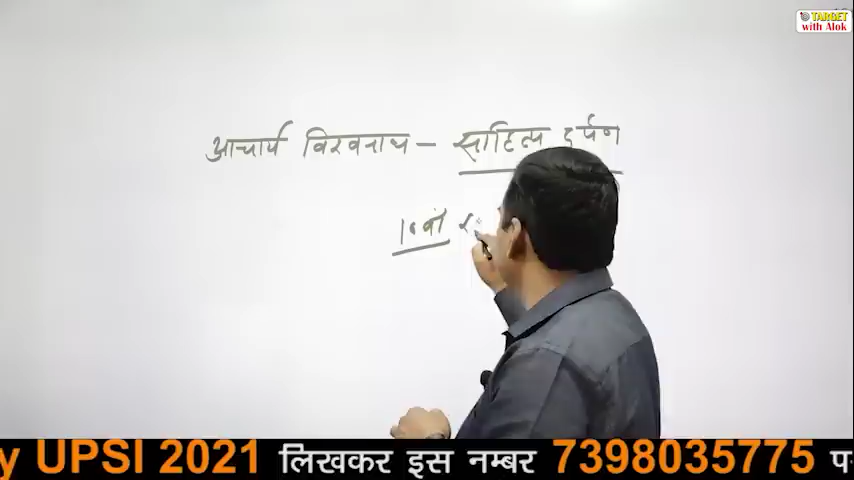 TARGET
with Alok
आचार्य विश्वनाथ – साहित्य दर्पण
y UPSI 2021 लिखकर इस नम्बर 7398035775 प